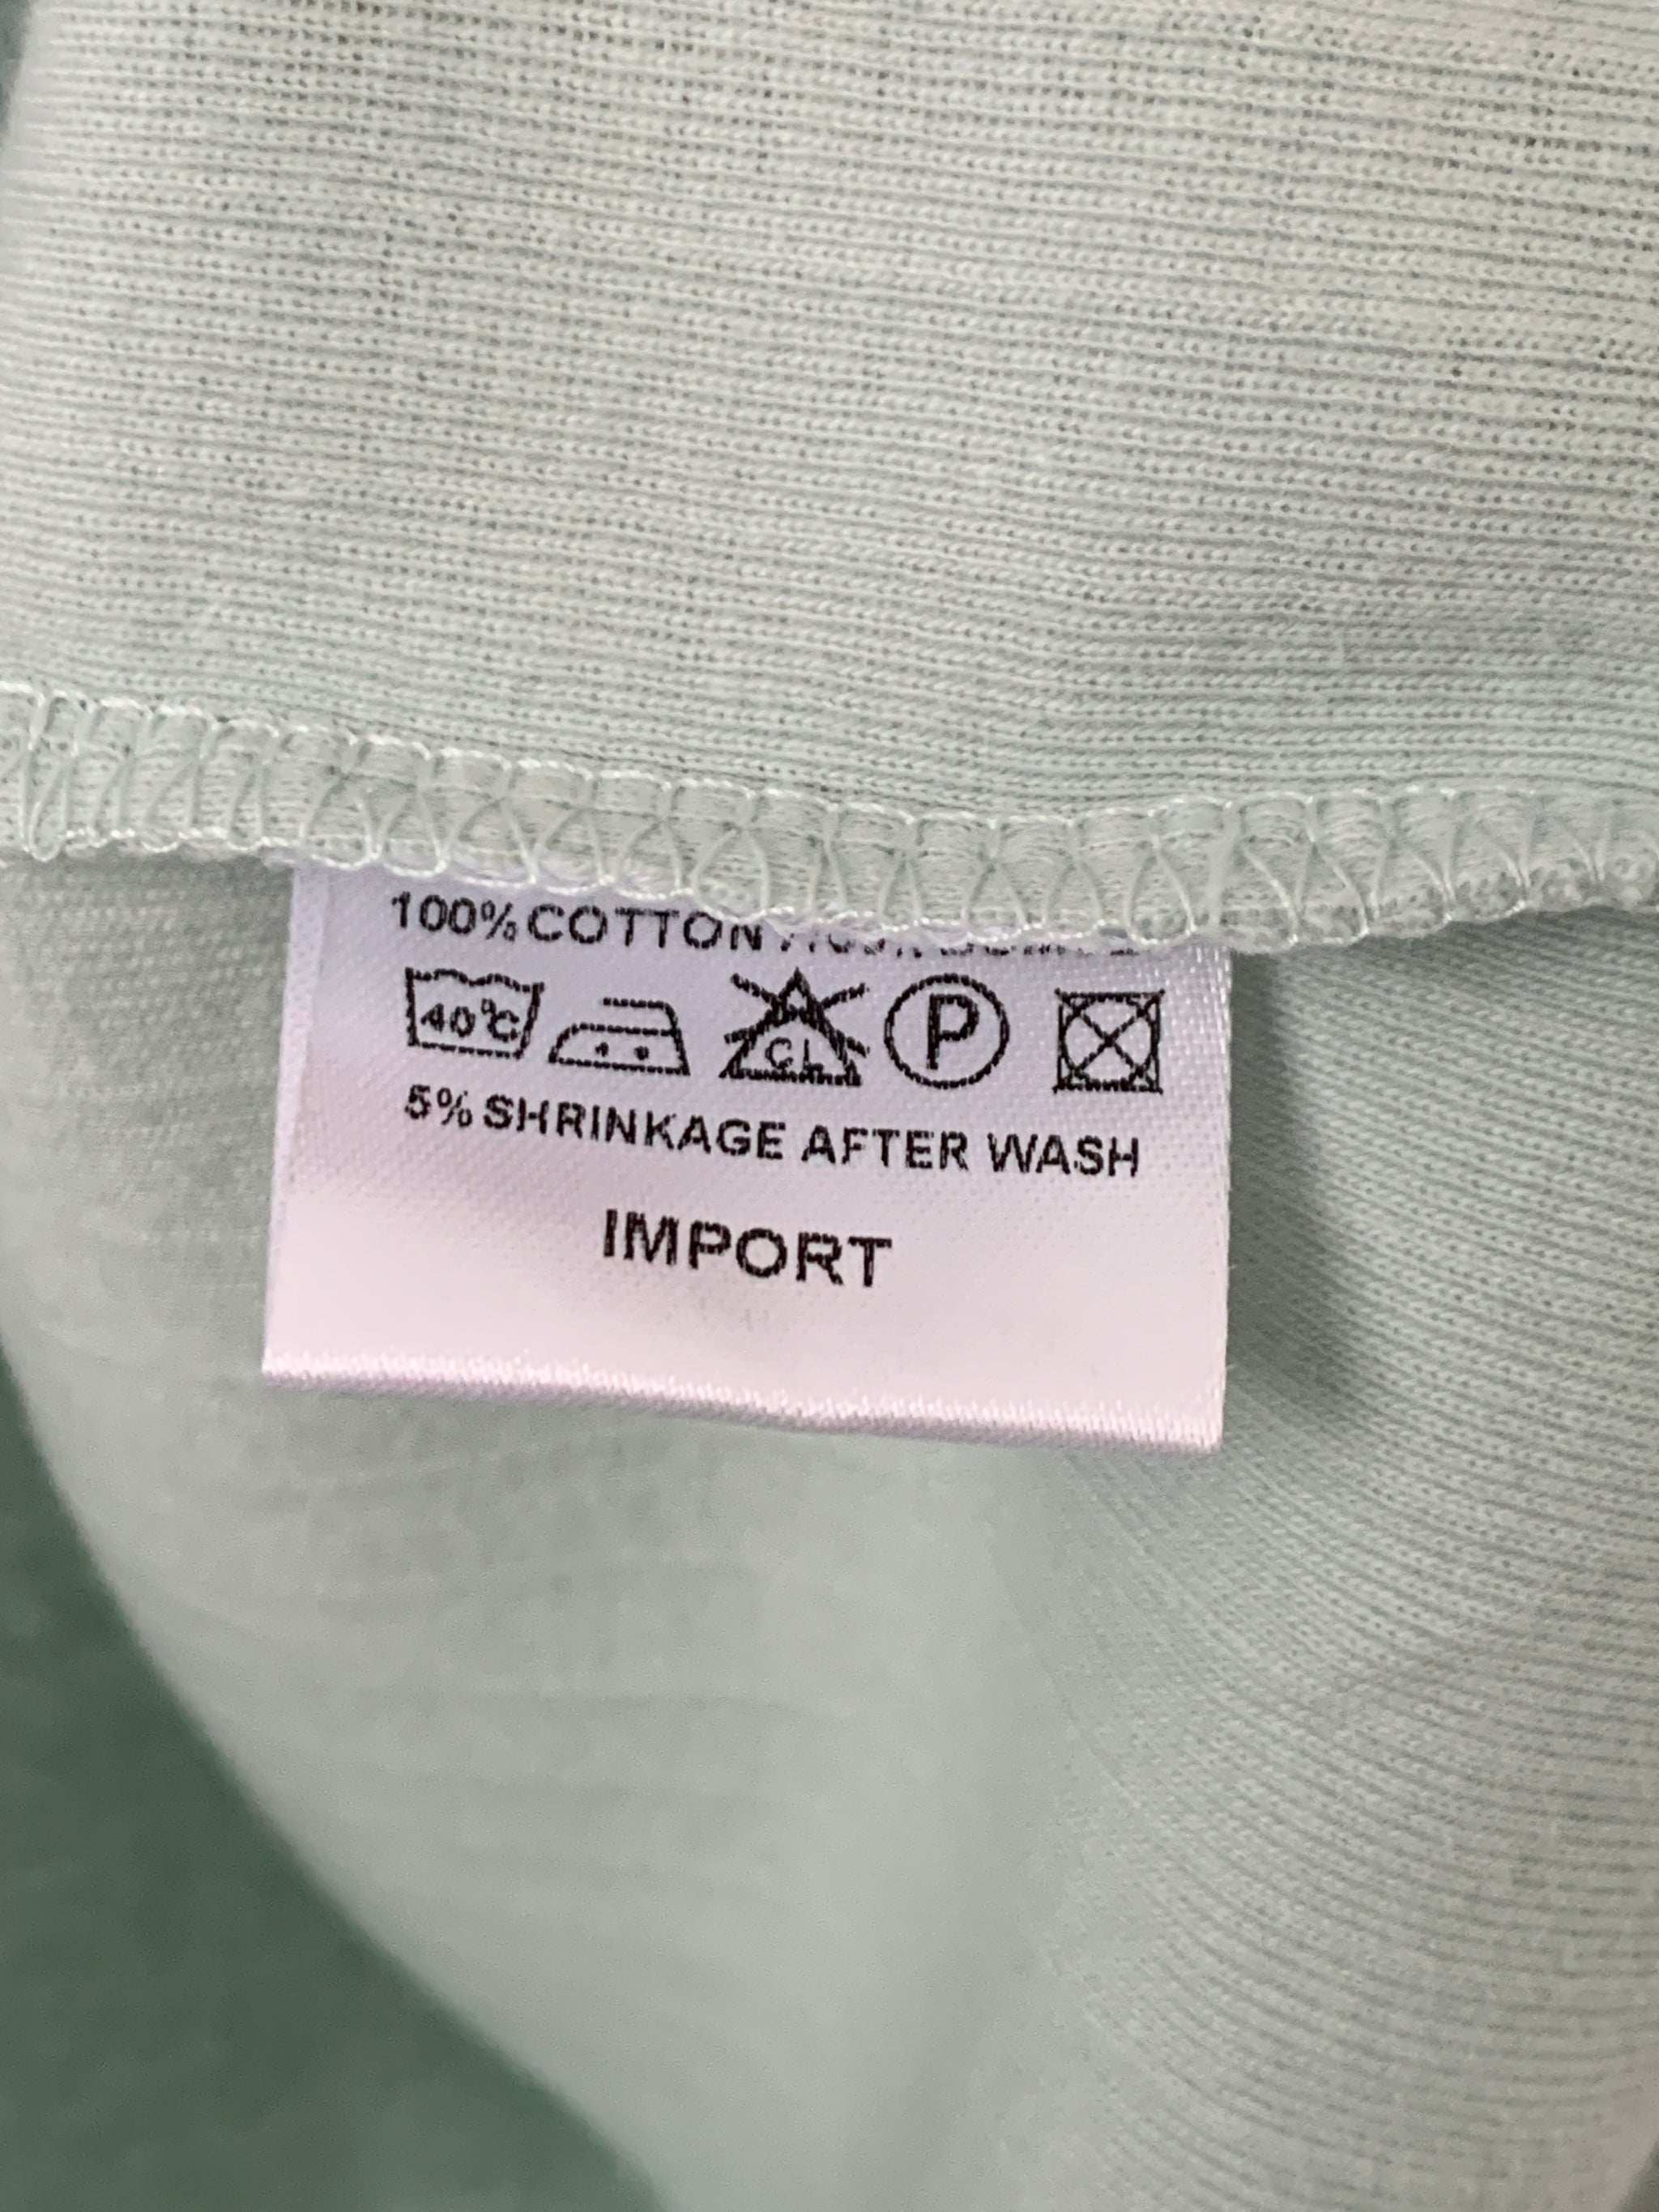 100% COTTON
40°C CL P
5% SHRINKAGE AFTER WASH
IMPORT